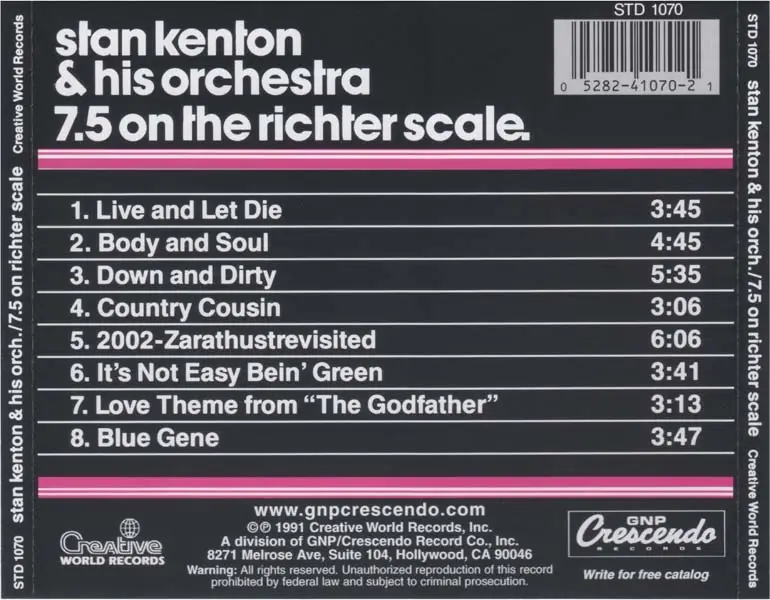 STD 1070
stan kenton
& his orchestra
7.5 on the richter scale.
0 5282-41070-2 1
1. Live and Let Die 3:45
2. Body and Soul 4:45
3. Down and Dirty 5:35
4. Country Cousin 3:06
5. 2002-Zarathustrevisited 6:06
6. It's Not Easy Bein' Green 3:41
7. Love Theme from “The Godfather” 3:13
8. Blue Gene 3:47
www.gnpcrescendo.com
©℗ 1991 Creative World Records, Inc.
A division of GNP/Crescendo Record Co., Inc.
8271 Melrose Ave, Suite 104, Hollywood, CA 90046
Warning: All rights reserved. Unauthorized reproduction of this record
prohibited by federal law and subject to criminal prosecution.
Creative
WORLD RECORDS
GNP
Crescendo
RECORDS
Write for free catalog
STD 1070 stan kenton & his orch./7.5 on richter scale Creative World Records
STD 1070 stan kenton & his orch./7.5 on richter scale Creative World Records